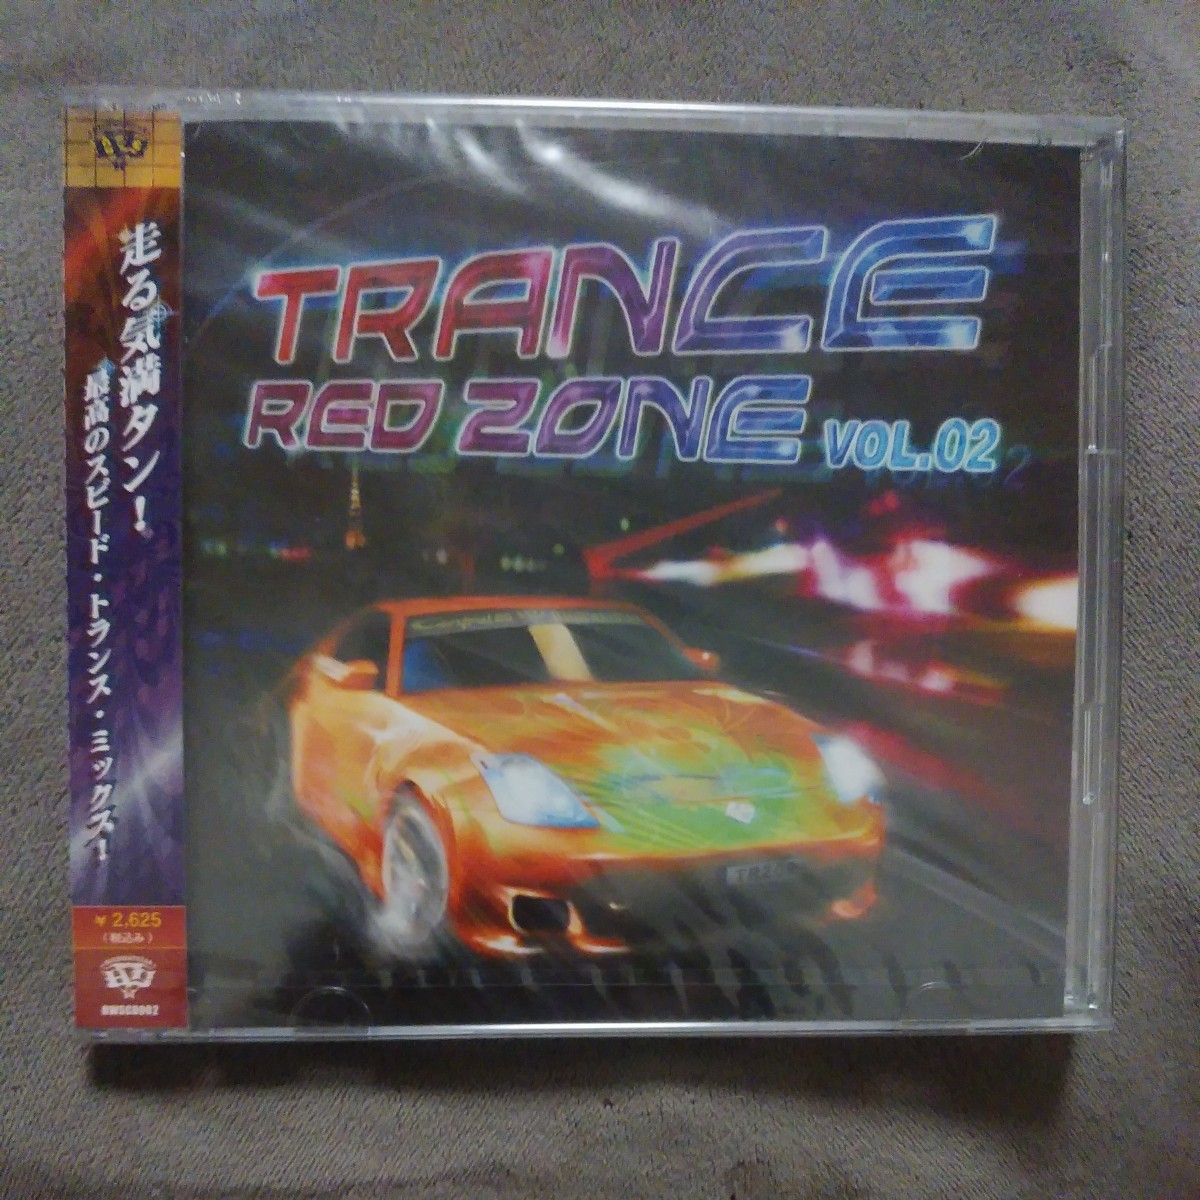 走る気満タン!
最高のスピード・トランス・ミックス!
¥2,625
(税込み)
TRANCE
RED ZONE VOL.02